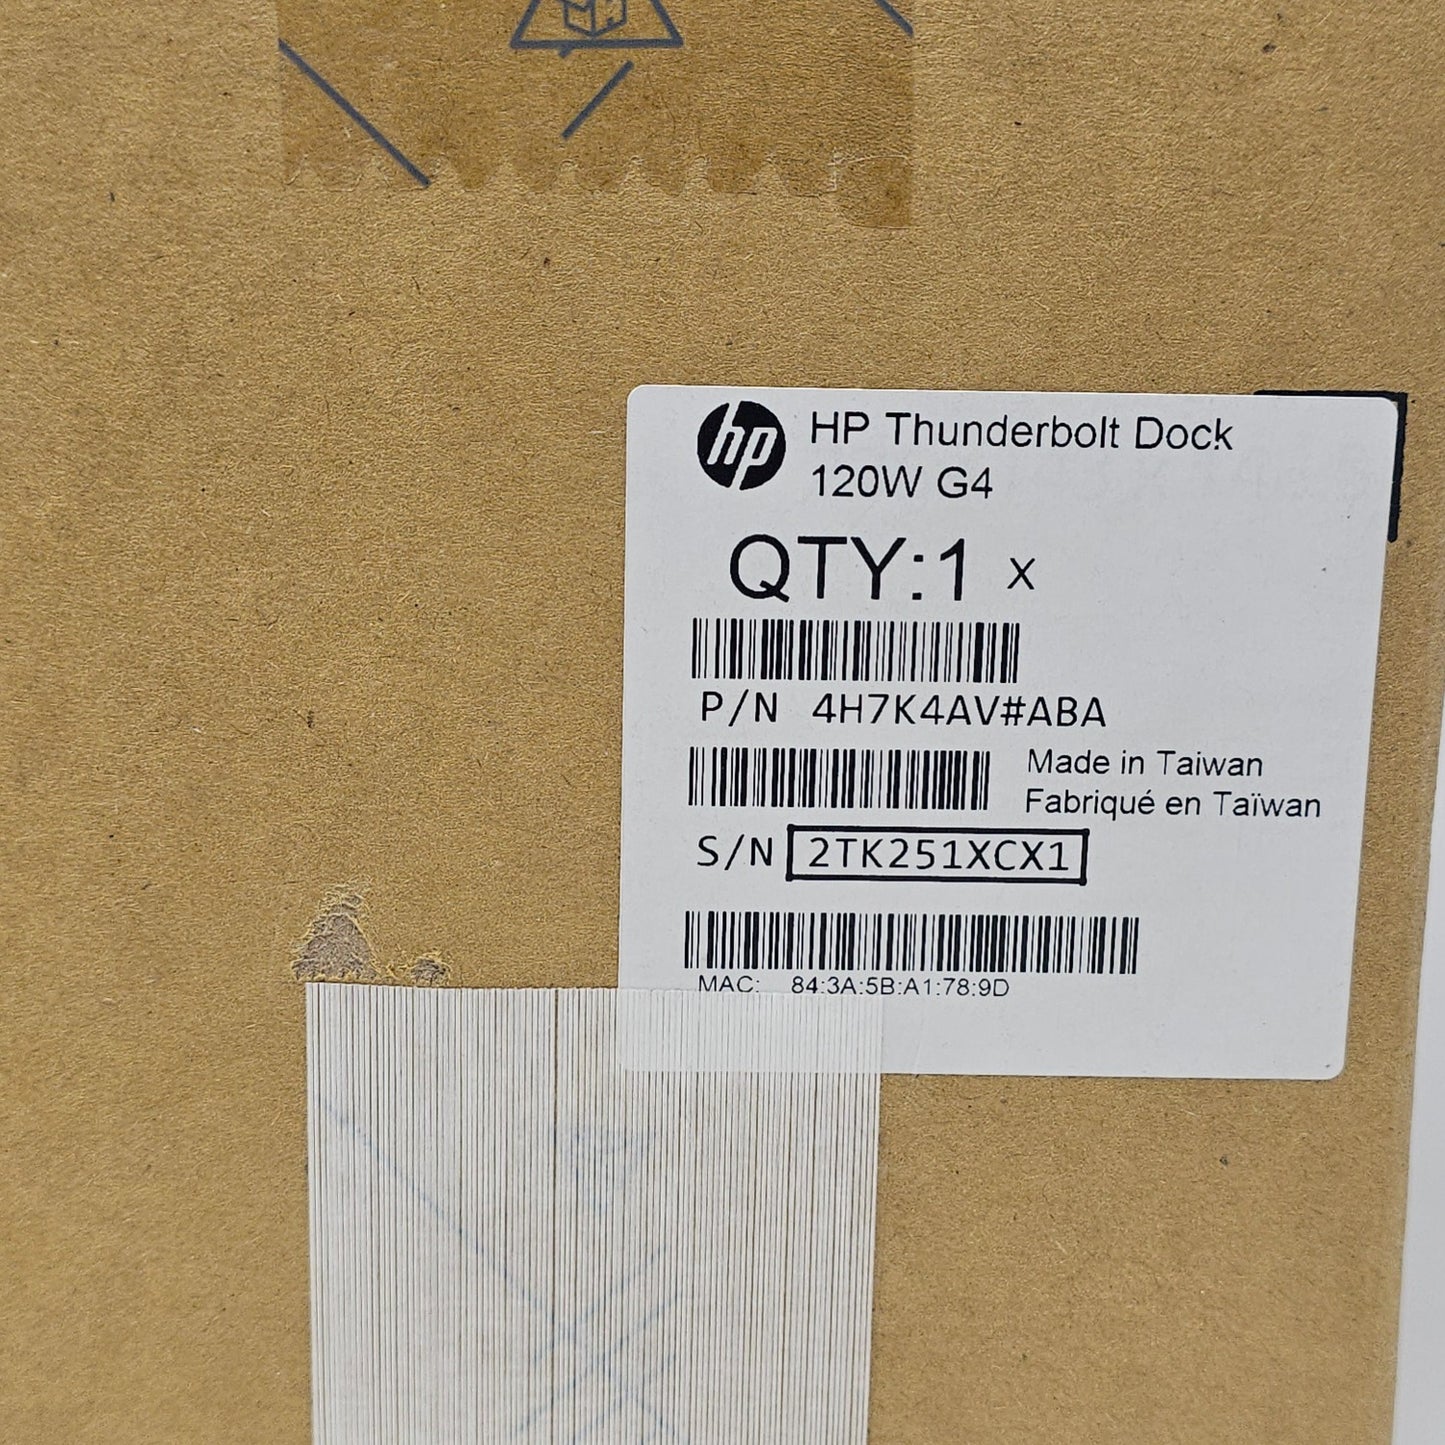 hp
HP Thunderbolt Dock
120W G4
QTY:1 x
P/N 4H7K4AV#ABA
Made in Taiwan
Fabriqué en Taïwan
S/N 2TK251XCX1
MAC: 84:3A:5B:A1:78:9D